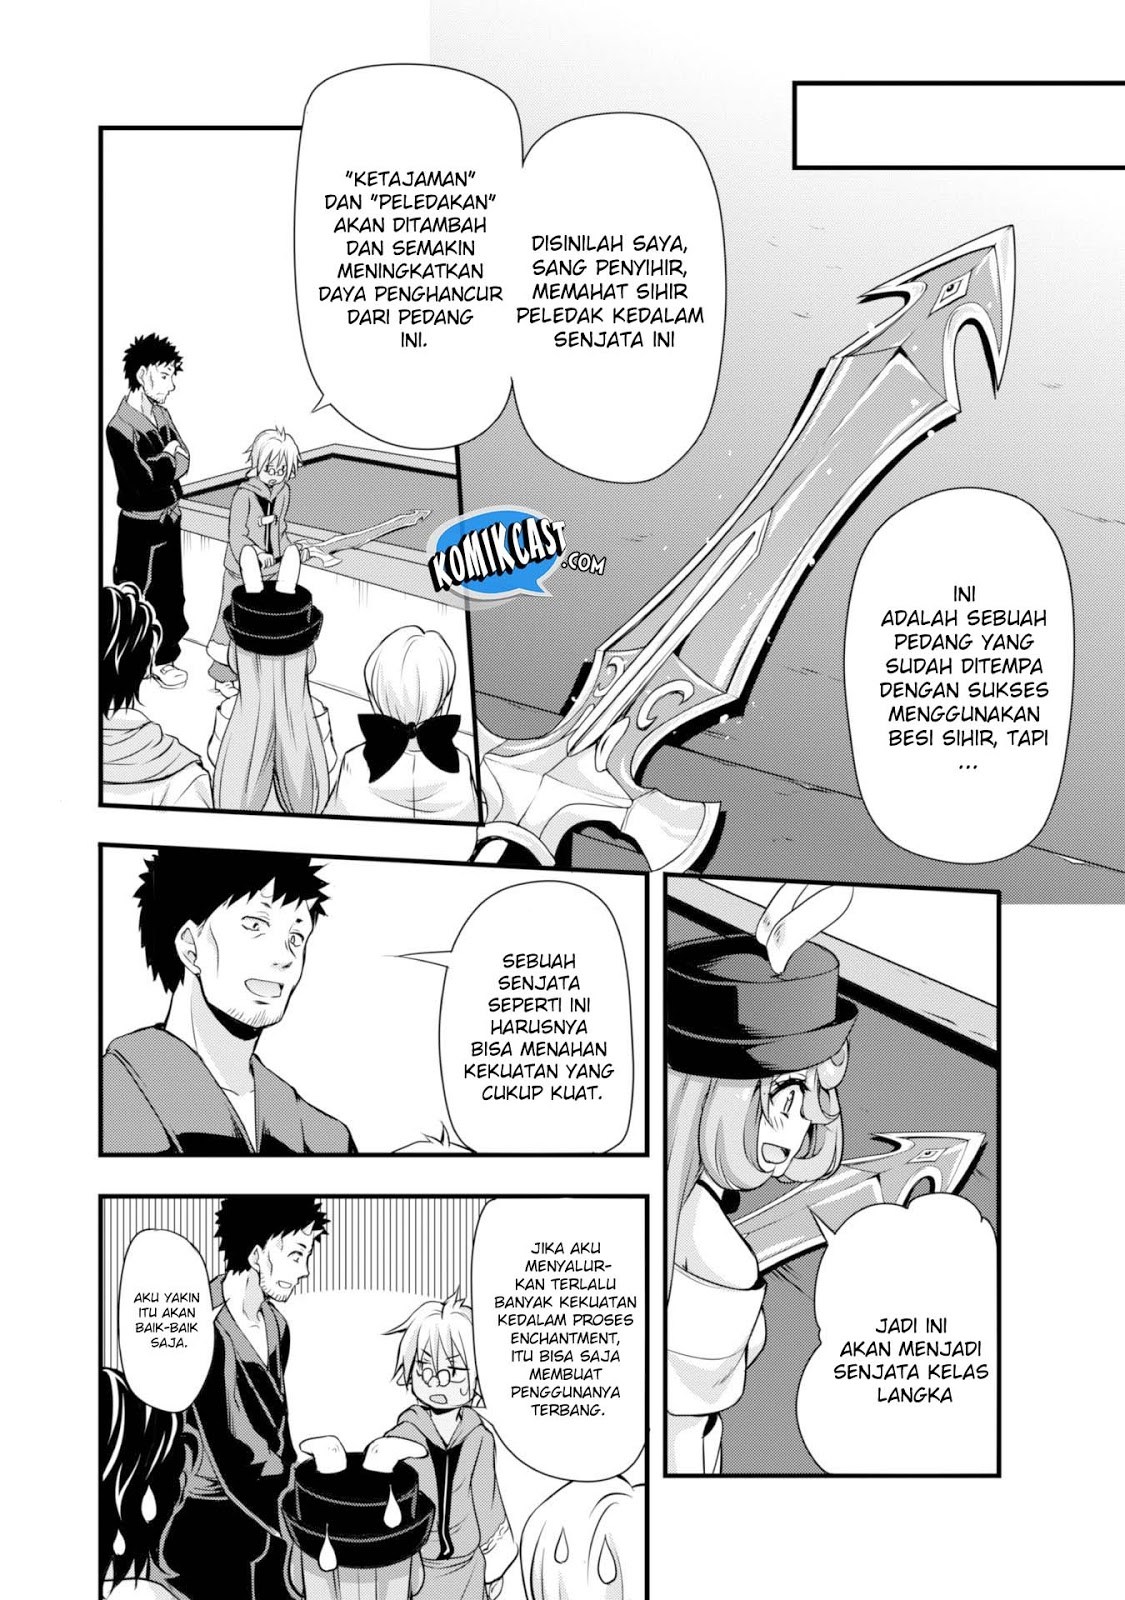 INI
ADALAH SEBUAH
PEDANG YANG
SUDAH DITEMPA
DENGAN SUKSES
MENGGUNAKAN
BESI SIHIR, TAPI
...
DISINILAH SAYA,
SANG PENYIHIR,
MEMAHAT SIHIR
PELEDAK KEDALAM
SENJATA INI
"KETAJAMAN"
DAN "PELEDAKAN"
AKAN DITAMBAH
DAN SEMAKIN
MENINGKATKAN
DAYA PENGHANCUR
DARI PEDANG
INI.
KOMIKCAST
.COM
JADI INI
AKAN MENJADI
SENJATA KELAS
LANGKA
SEBUAH
SENJATA
SEPERTI INI
HARUSNYA
BISA MENAHAN
KEKUATAN YANG
CUKUP KUAT.
JIKA AKU
MENYALUR-
KAN TERLALU
BANYAK KEKUATAN
KEDALAM PROSES
ENCHANTMENT,
ITU BISA SAJA
MEMBUAT
PENGGUNANYA
TERBANG.
AKU YAKIN
ITU AKAN
BAIK-BAIK
SAJA.